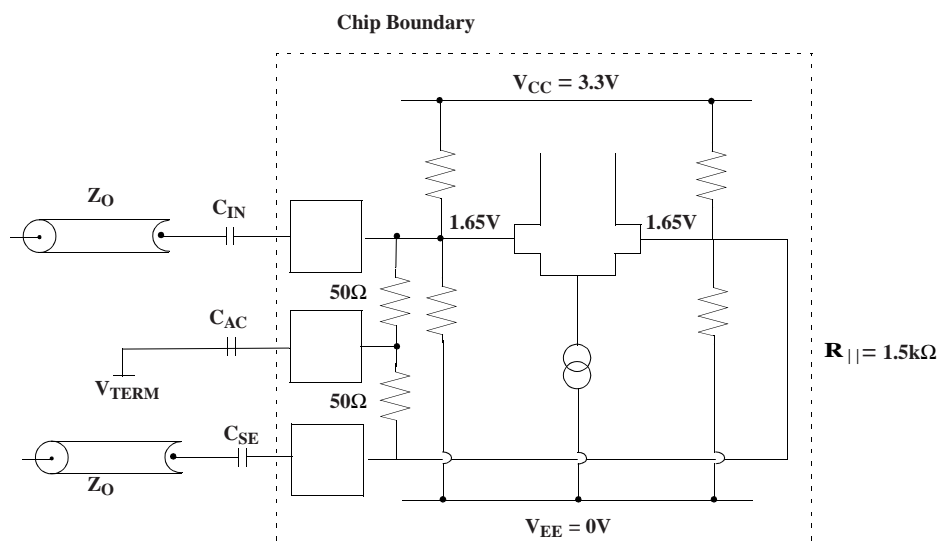 Chip Boundary
VCC = 3.3V
ZO
CIN
1.65V
1.65V
50Ω
CAC
R|| = 1.5kΩ
VTERM
50Ω
CSE
ZO
VEE = 0V